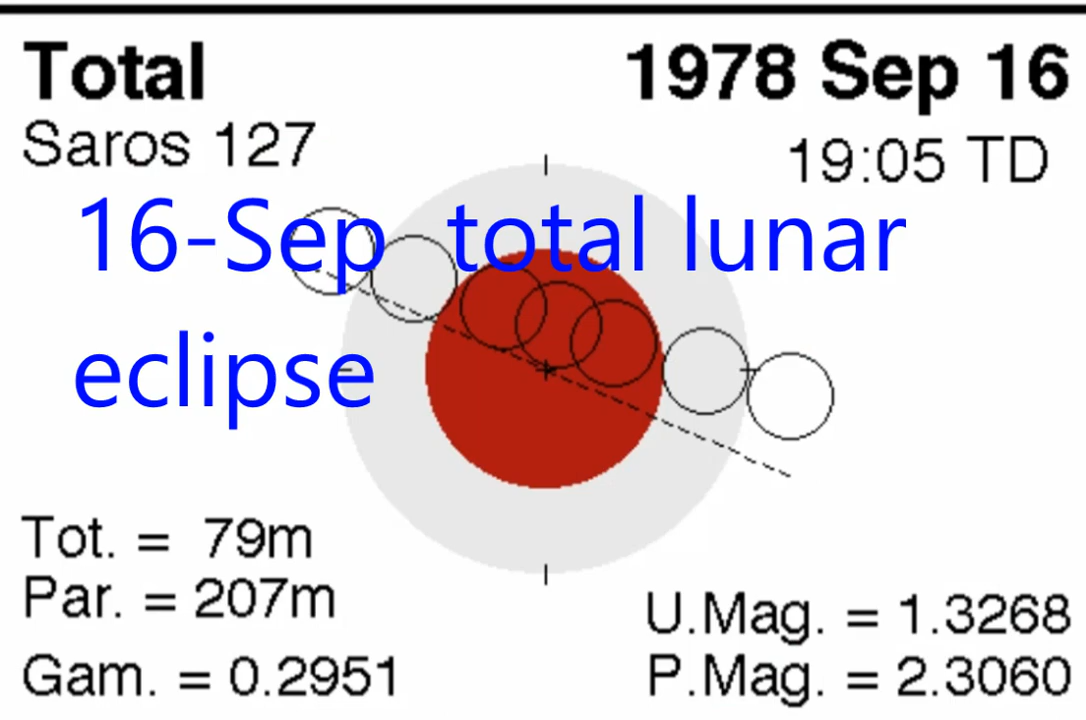 Total 1978 Sep 16
Saros 127 19:05 TD
16-Sep total lunar
eclipse
Tot. = 79m
Par. = 207m U.Mag. = 1.3268
Gam. = 0.2951 P.Mag. = 2.3060